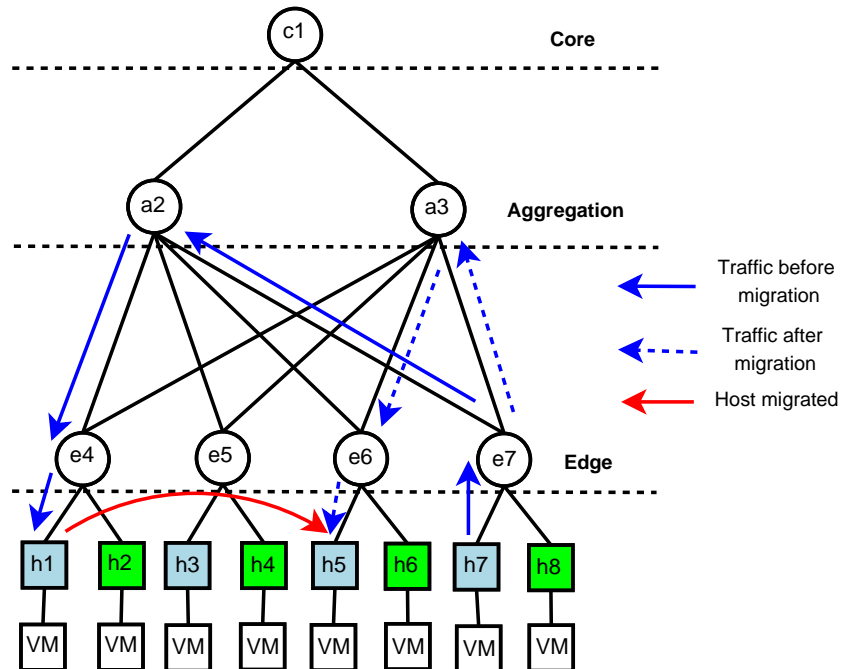 c1
Core
a2
a3
Aggregation
Traffic before
migration
Traffic after
migration
Host migrated
e4
e5
e6
e7
Edge
h1
h2
h3
h4
h5
h6
h7
h8
VM
VM
VM
VM
VM
VM
VM
VM